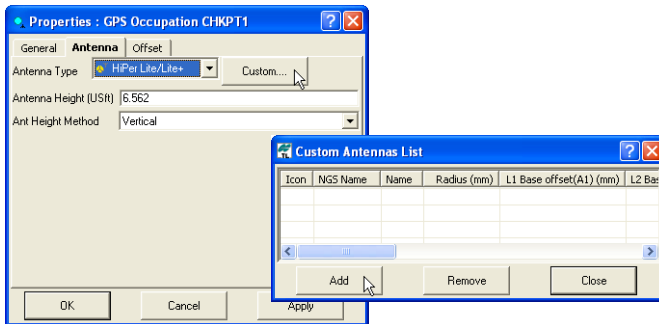 Properties : GPS Occupation CHKPT1
General Antenna Offset
Antenna Type HiPer Lite/Lite+ Custom....
Antenna Height (USft) 6.562
Ant Height Method Vertical
OK Cancel Apply
Custom Antennas List
Icon NGS Name Name Radius (mm) L1 Base offset(A1) (mm) L2 Bas
Add Remove Close